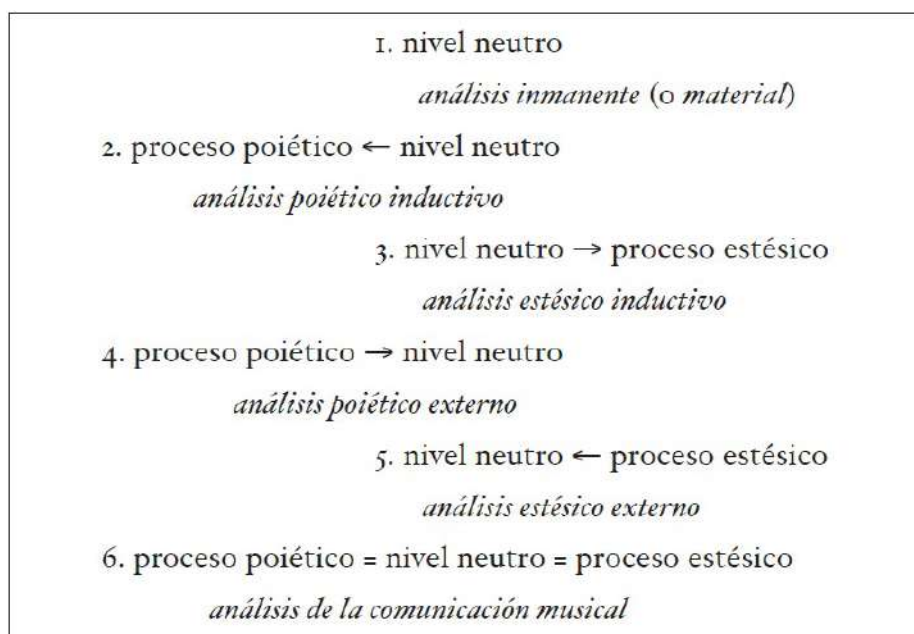 1. nivel neutro
análisis inmanente (o material)
2. proceso poiético ← nivel neutro
análisis poiético inductivo
3. nivel neutro → proceso estésico
análisis estésico inductivo
4. proceso poiético → nivel neutro
análisis poiético externo
5. nivel neutro ← proceso estésico
análisis estésico externo
6. proceso poiético = nivel neutro = proceso estésico
análisis de la comunicación musical